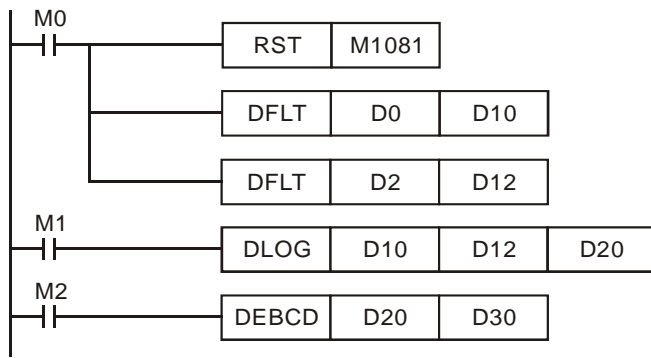 M0
RST M1081
DFLT D0 D10
DFLT D2 D12
M1
DLOG D10 D12 D20
M2
DEBCD D20 D30